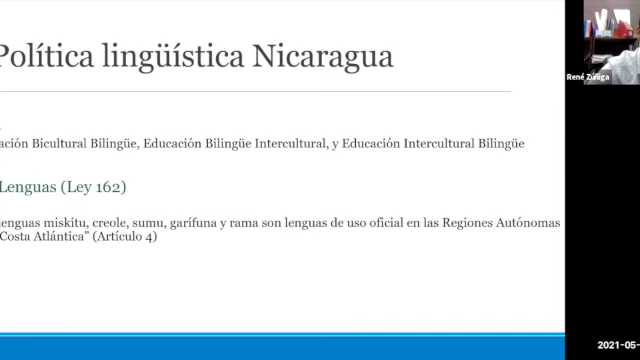 Política lingüística Nicaragua
ación Bicultural Bilingüe, Educación Bilingüe Intercultural, y Educación Intercultural Bilingüe
Lenguas (Ley 162)
lenguas miskitu, creole, sumu, garífuna y rama son lenguas de uso oficial en las Regiones Autónomas
Costa Atlántica” (Artículo 4)
René Zúñiga
2021-05-